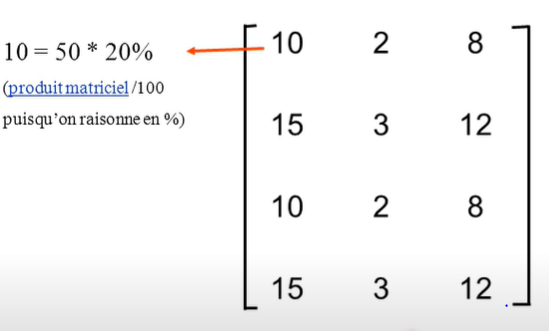 10 = 50 * 20%
(produit matriciel /100
puisqu’on raisonne en %)
10 2 8
15 3 12
10 2 8
15 3 12